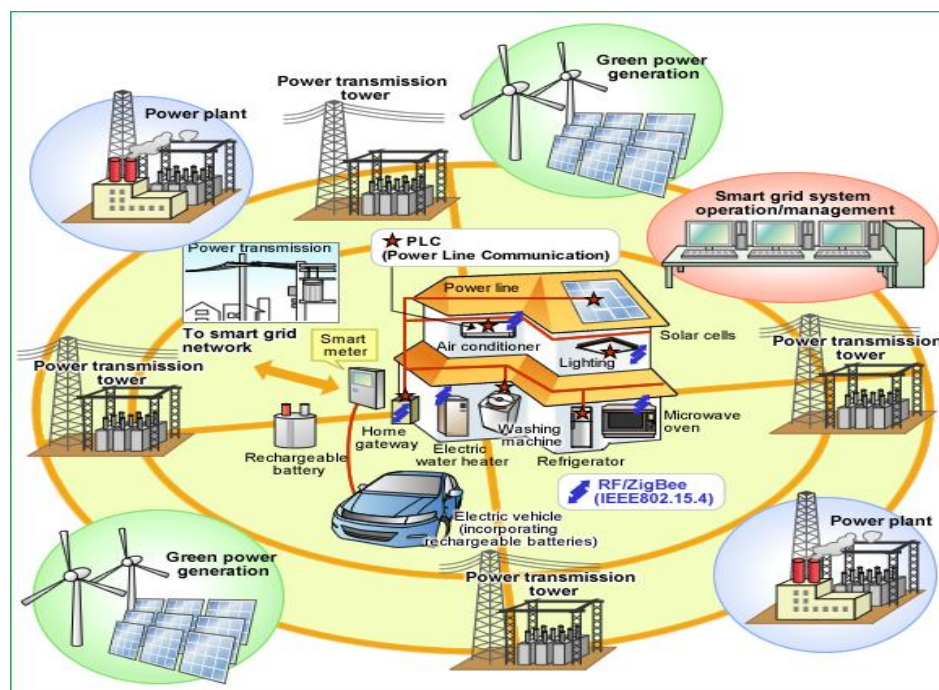 Green power
generation
Power transmission
tower
Power plant
Smart grid system
operation/management
PLC
(Power Line Communication)
Power transmission
Power line
To smart grid
network
Smart
meter
Air conditioner
Solar cells
Lighting
Power transmission
tower
Power transmission
tower
Home
gateway
Washing
machine
Microwave
oven
Rechargeable
battery
Electric
water heater
Refrigerator
RF/ZigBee
(IEEE802.15.4)
Electric vehicle
(incorporating
rechargeable batteries)
Power plant
Green power
generation
Power transmission
tower